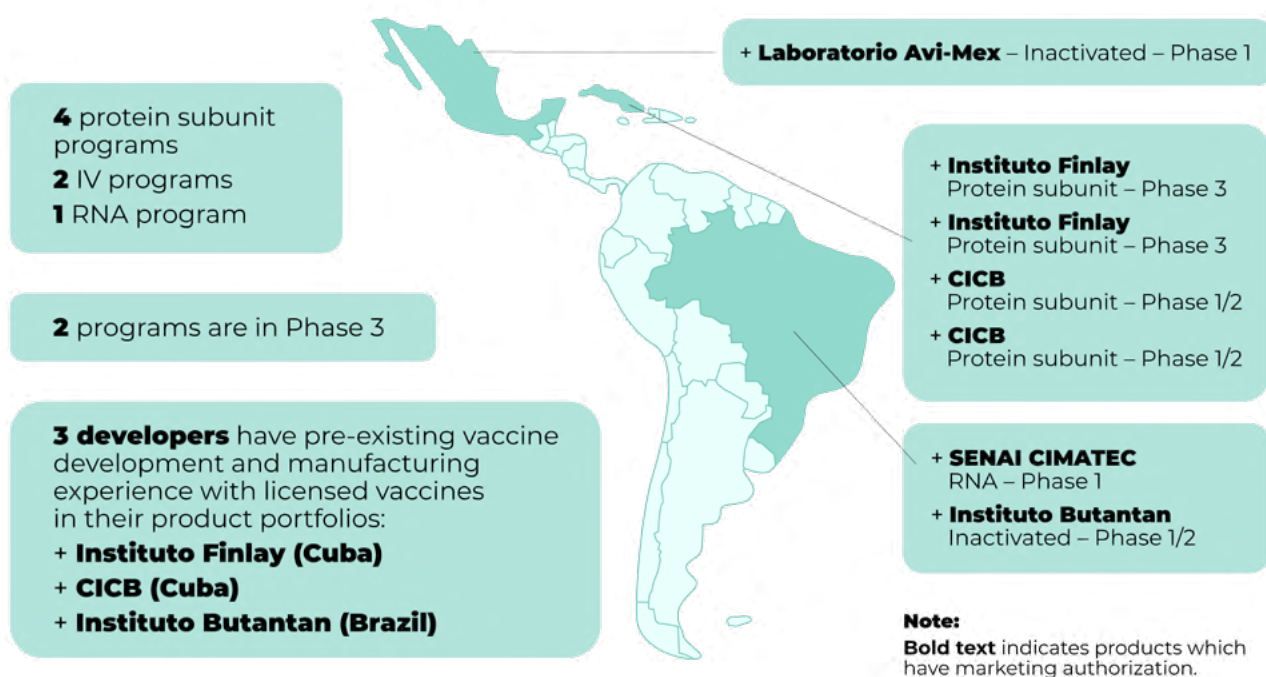 + Laboratorio Avi-Mex – Inactivated – Phase 1
4 protein subunit
programs
2 IV programs
1 RNA program
2 programs are in Phase 3
3 developers have pre-existing vaccine
development and manufacturing
experience with licensed vaccines
in their product portfolios:
+ Instituto Finlay (Cuba)
+ CICB (Cuba)
+ Instituto Butantan (Brazil)
+ Instituto Finlay
Protein subunit – Phase 3
+ Instituto Finlay
Protein subunit – Phase 3
+ CICB
Protein subunit – Phase 1/2
+ CICB
Protein subunit – Phase 1/2
+ SENAI CIMATEC
RNA – Phase 1
+ Instituto Butantan
Inactivated – Phase 1/2
Note:
Bold text indicates products which
have marketing authorization.